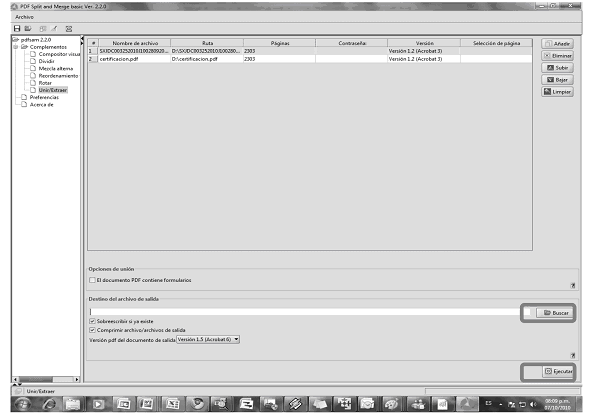 PDF Split and Merge basic Ver. 2.2.0
Archivo
pdfsam 2.2.0
Complementos
Compositor visua
Dividir
Mezcla alterna
Reordenamiento
Rotar
Unir/Extraer
Preferencias
Acerca de
# Nombre de archivo Ruta Páginas Contraseña: Versión Selección de página
1 2303 Versión 1.2 (Acrobat 3)
2 certificacion.pdf D:\certificacion.pdf 2303 Versión 1.2 (Acrobat 3)
Añadir
Eliminar
Subir
Bajar
Limpiar
Opciones de unión
El documento PDF contiene formularios
Destino del archivo de salida
Buscar
Sobreescribir si ya existe
Comprimir archivo/archivos de salida
Versión pdf del documento de salida Versión 1.5 (Acrobat 6)
Ejecutar
Unir/Extraer
ES 06:09 p.m.
07/10/2010